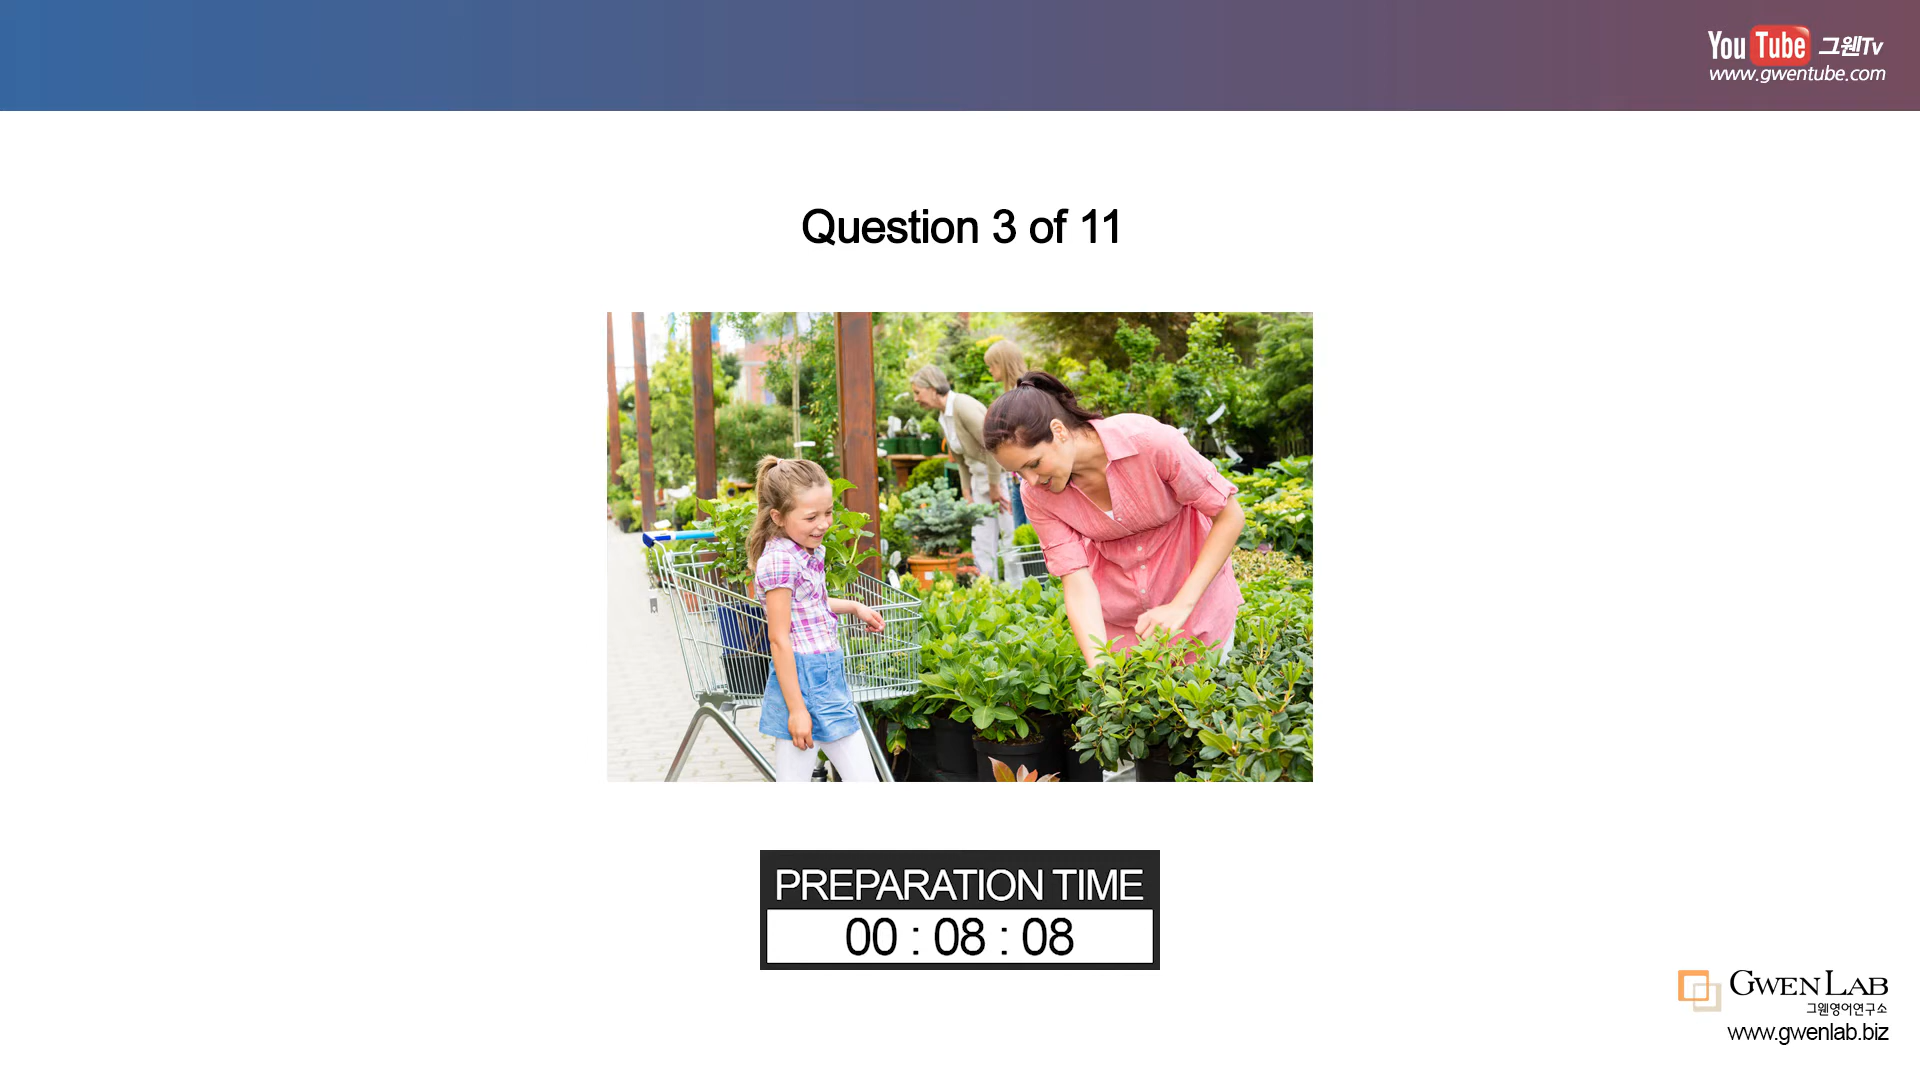 You Tube 그웬Tv
www.gwentube.com
Question 3 of 11
PREPARATION TIME
00 : 08 : 08
GWEN LAB
그웬영어연구소
www.gwenlab.biz